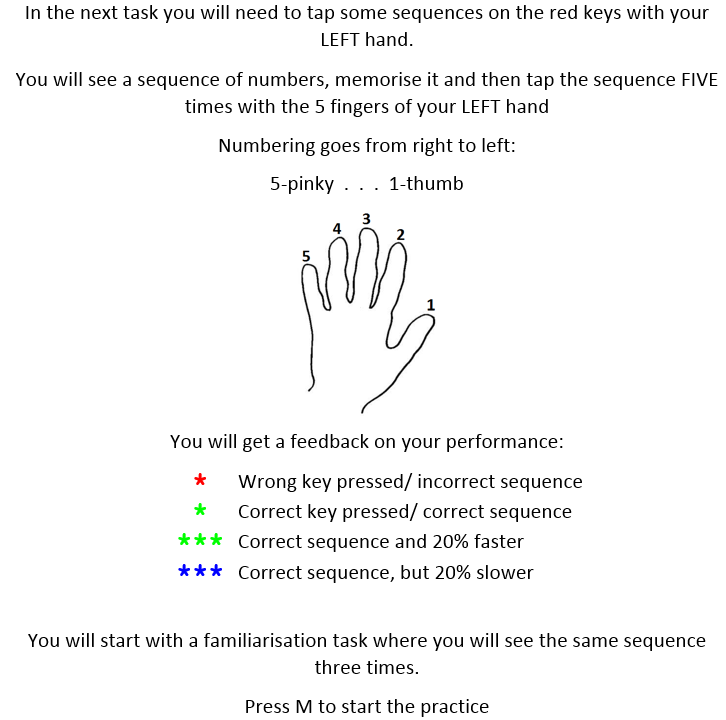 In the next task you will need to tap some sequences on the red keys with your
LEFT hand.
You will see a sequence of numbers, memorise it and then tap the sequence FIVE
times with the 5 fingers of your LEFT hand
Numbering goes from right to left:
5-pinky . . . 1-thumb
3
4
2
5
1
You will get a feedback on your performance:
* Wrong key pressed/ incorrect sequence
* Correct key pressed/ correct sequence
*** Correct sequence and 20% faster
*** Correct sequence, but 20% slower
You will start with a familiarisation task where you will see the same sequence
three times.
Press M to start the practice